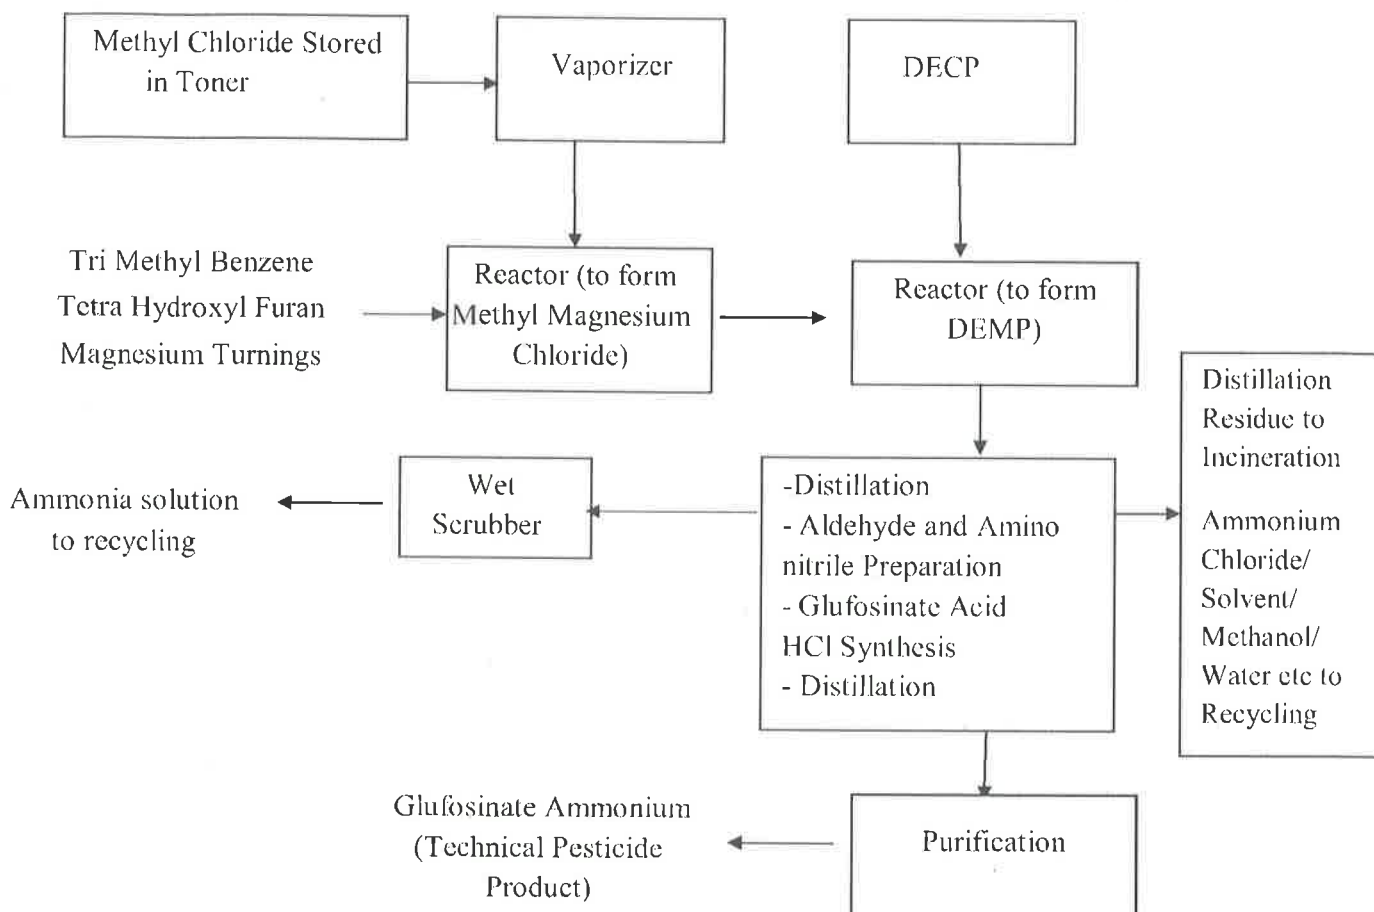 Methyl Chloride Stored
in Toner
Vaporizer
DECP
Tri Methyl Benzene
Tetra Hydroxyl Furan
Magnesium Turnings
Reactor (to form
Methyl Magnesium
Chloride)
Reactor (to form
DEMP)
Distillation
Residue to
Incineration
Ammonium
Chloride/
Solvent/
Methanol/
Water etc to
Recycling
Ammonia solution
to recycling
Wet
Scrubber
-Distillation
- Aldehyde and Amino
nitrile Preparation
- Glufosinate Acid
HCl Synthesis
- Distillation
Glufosinate Ammonium
(Technical Pesticide
Product)
Purification